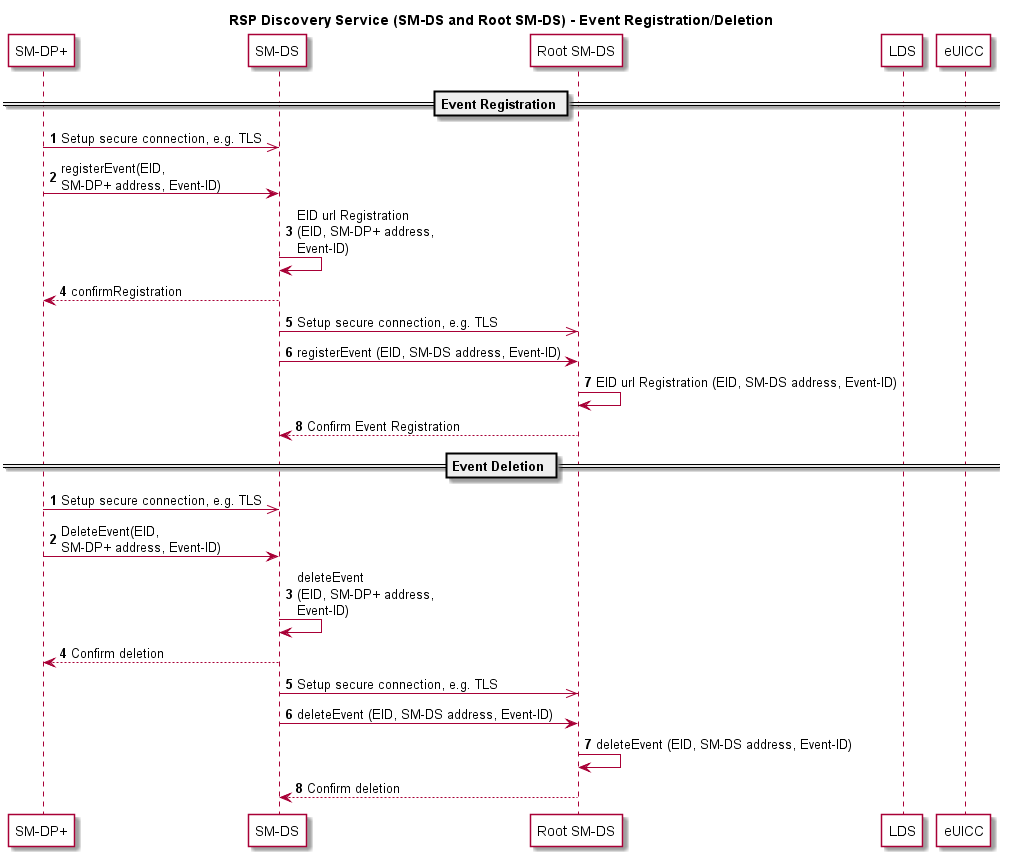 RSP Discovery Service (SM-DS and Root SM-DS) - Event Registration/Deletion
SM-DP+ SM-DS Root SM-DS LDS eUICC
Event Registration
1 Setup secure connection, e.g. TLS
2 registerEvent(EID,
SM-DP+ address, Event-ID)
EID url Registration
3 (EID, SM-DP+ address,
Event-ID)
4 confirmRegistration
5 Setup secure connection, e.g. TLS
6 registerEvent (EID, SM-DS address, Event-ID)
7 EID url Registration (EID, SM-DS address, Event-ID)
8 Confirm Event Registration
Event Deletion
1 Setup secure connection, e.g. TLS
2 DeleteEvent(EID,
SM-DP+ address, Event-ID)
deleteEvent
3 (EID, SM-DP+ address,
Event-ID)
4 Confirm deletion
5 Setup secure connection, e.g. TLS
6 deleteEvent (EID, SM-DS address, Event-ID)
7 deleteEvent (EID, SM-DS address, Event-ID)
8 Confirm deletion
SM-DP+ SM-DS Root SM-DS LDS eUICC